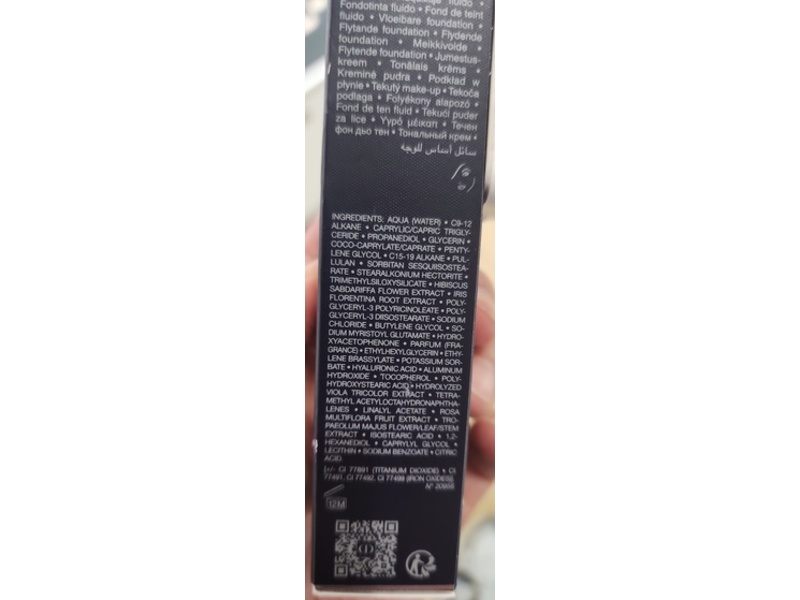 fluido •
Fondotinta fluido • Fond de teint
fluido • Vloeibare foundation •
Flytande foundation • Flydende
foundation • Meikkivoide •
Flytende foundation • Jumestus-
kreem • Tonālais krēms •
Kreminė pudra • Podkład w
płynie • Tekutý make-up • Tekoča
podlaga • Folyékony alapozó •
Fond de ten fluid • Tekući puder
za lice • Υγρό μέικαπ • Течен
фон дьо тен • Тональный крем •
سائل أساس للوجه
INGREDIENTS: AQUA (WATER) • C9-12
ALKANE • CAPRYLIC/CAPRIC TRIGLY-
CERIDE • PROPANEDIOL • GLYCERIN •
COCO-CAPRYLATE/CAPRATE • PENTY-
LENE GLYCOL • C15-19 ALKANE • PUL-
LULAN • SORBITAN SESQUIISOSTEA-
RATE • STEARALKONIUM HECTORITE •
TRIMETHYLSILOXYSILICATE • HIBISCUS
SABDARIFFA FLOWER EXTRACT • IRIS
FLORENTINA ROOT EXTRACT • POLY-
GLYCERYL-3 POLYRICINOLEATE • POLY-
GLYCERYL-3 DIISOSTEARATE • SODIUM
CHLORIDE • BUTYLENE GLYCOL • SO-
DIUM MYRISTOYL GLUTAMATE • HYDRO-
XYACETOPHENONE • PARFUM (FRA-
GRANCE) • ETHYLHEXYLGLYCERIN • ETHY-
LENE BRASSYLATE • POTASSIUM SOR-
BATE • HYALURONIC ACID • ALUMINUM
HYDROXIDE • TOCOPHEROL • POLY-
HYDROXYSTEARIC ACID • HYDROLYZED
VIOLA TRICOLOR EXTRACT • TETRA-
METHYL ACETYLOCTAHYDRONAPHTHA-
LENES • LINALYL ACETATE • ROSA
MULTIFLORA FRUIT EXTRACT • TRO-
PAEOLUM MAJUS FLOWER/LEAF/STEM
EXTRACT • ISOSTEARIC ACID • 1,2-
HEXANEDIOL • CAPRYLYL GLYCOL •
LECITHIN • SODIUM BENZOATE • CITRIC
ACID.
[+/- CI 77891 (TITANIUM DIOXIDE) • CI
77491, CI 77492, CI 77499 (IRON OXIDES)].
12M